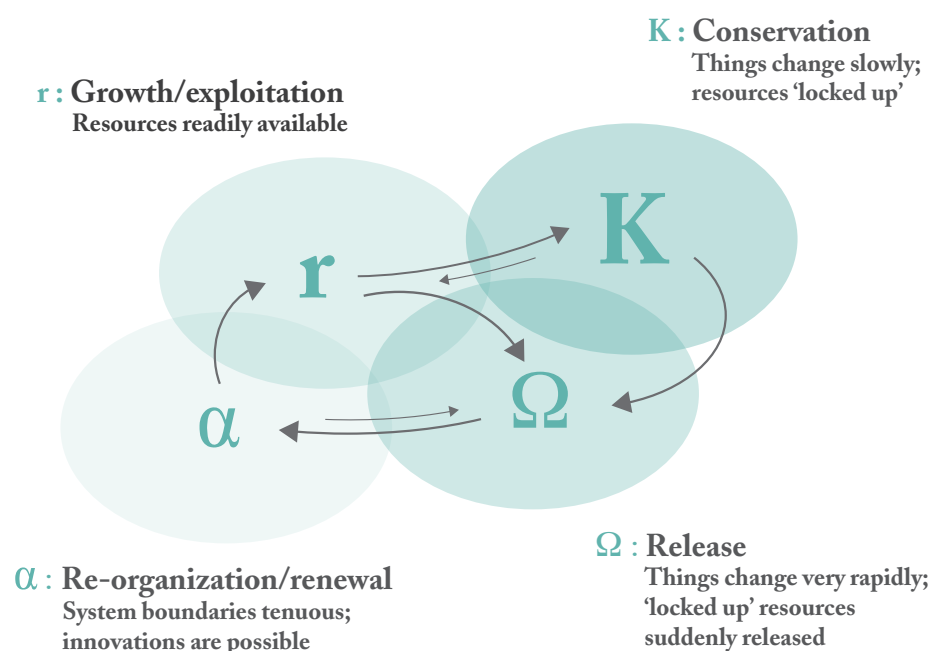 K : Conservation
Things change slowly;
resources ‘locked up’
r : Growth/exploitation
Resources readily available
K
r
Ω
α
Ω : Release
Things change very rapidly;
‘locked up’ resources
suddenly released
α : Re-organization/renewal
System boundaries tenuous;
innovations are possible